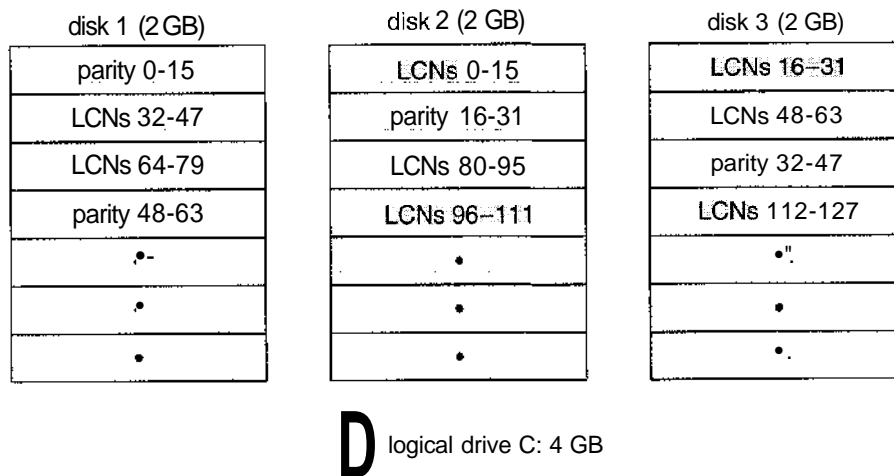 disk 1 (2 GB) disk 2 (2 GB) disk 3 (2 GB)
parity 0-15 LCNs 0-15 LCNs 16–31
LCNs 32-47 parity 16-31 LCNs 48-63
LCNs 64-79 LCNs 80-95 parity 32-47
parity 48-63 LCNs 96–111 LCNs 112-127
D logical drive C: 4 GB